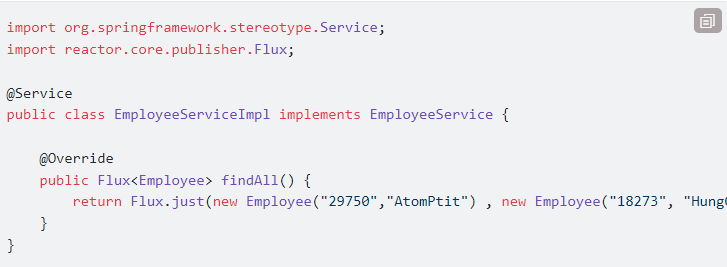 import org.springframework.stereotype.Service;
import reactor.core.publisher.Flux;
@Service
public class EmployeeServiceImpl implements EmployeeService {
@Override
public Flux<Employee> findAll() {
return Flux.just(new Employee("29750","AtomPtit") , new Employee("18273", "Hung
}
}